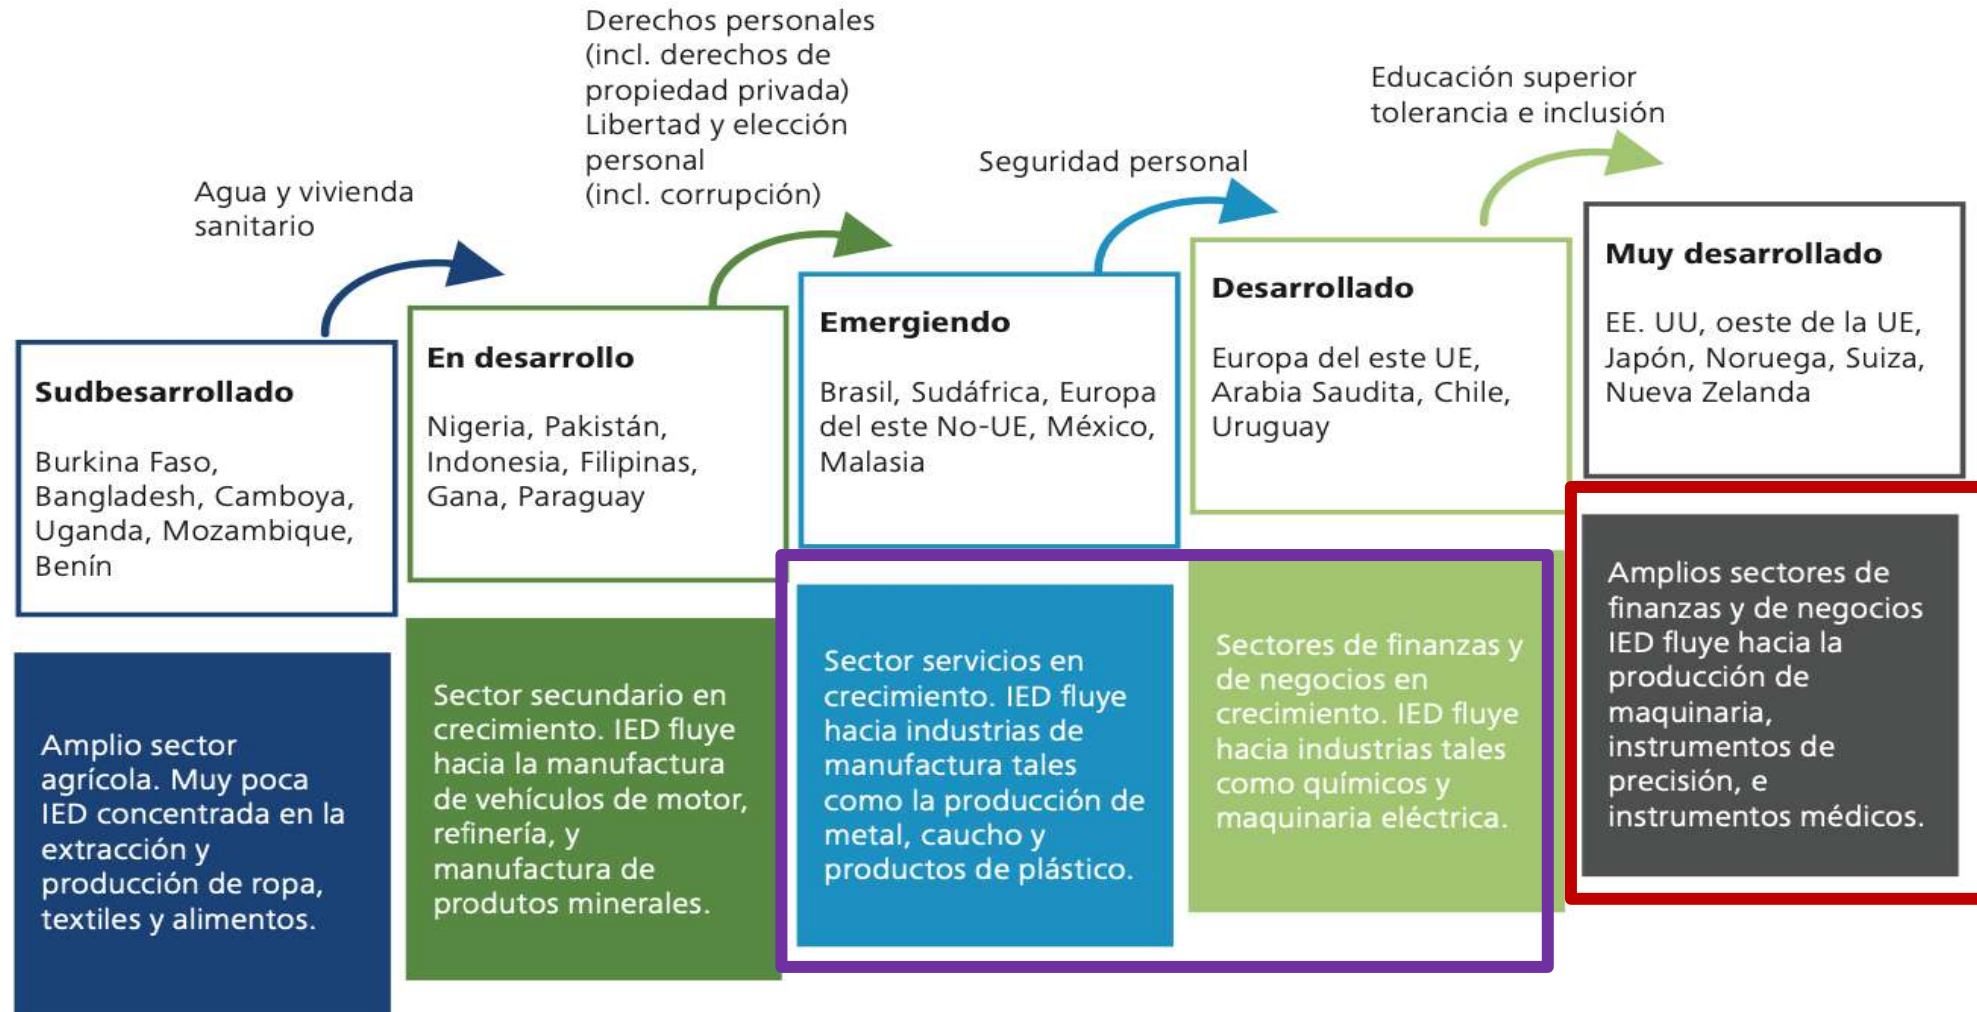 Agua y vivienda
sanitario
Derechos personales
(incl. derechos de
propiedad privada)
Libertad y elección
personal
(incl. corrupción)
Seguridad personal
Educación superior
tolerancia e inclusión
Sudbesarrollado
Burkina Faso,
Bangladesh, Camboya,
Uganda, Mozambique,
Benín
En desarrollo
Nigeria, Pakistán,
Indonesia, Filipinas,
Gana, Paraguay
Emergiendo
Brasil, Sudáfrica, Europa
del este No-UE, México,
Malasia
Desarrollado
Europa del este UE,
Arabia Saudita, Chile,
Uruguay
Muy desarrollado
EE. UU, oeste de la UE,
Japón, Noruega, Suiza,
Nueva Zelanda
Amplio sector
agrícola. Muy poca
IED concentrada en la
extracción y
producción de ropa,
textiles y alimentos.
Sector secundario en
crecimiento. IED fluye
hacia la manufactura
de vehículos de motor,
refinería, y
manufactura de
produtos minerales.
Sector servicios en
crecimiento. IED fluye
hacia industrias de
manufactura tales
como la producción de
metal, caucho y
productos de plástico.
Sectores de finanzas y
de negocios en
crecimiento. IED fluye
hacia industrias tales
como químicos y
maquinaria eléctrica.
Amplios sectores de
finanzas y de negocios
IED fluye hacia la
producción de
maquinaria,
instrumentos de
precisión, e
instrumentos médicos.